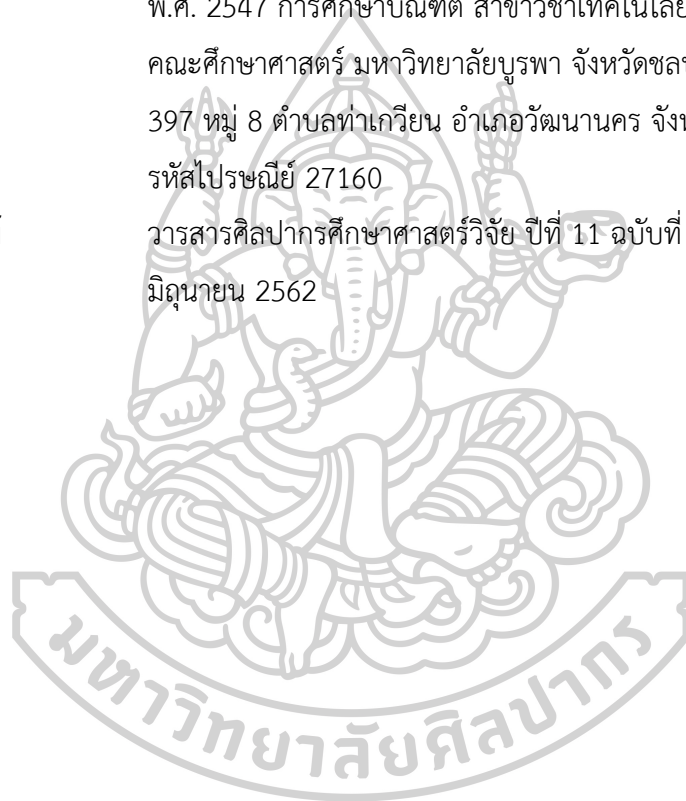 พ.ศ. 2547 การศึกษาบัณฑิต สาขาวิชาเทคโนโลยี
คณะศึกษาศาสตร์ มหาวิทยาลัยบูรพา จังหวัดชลบ
397 หมู่ 8 ตำบลท่าเกวียน อำเภอวัฒนานคร จัง
รหัสไปรษณีย์ 27160
วารสารศิลปากรศึกษาศาสตร์วิจัย ปีที่ 11 ฉบับที่
มิถุนายน 2562
มหาวิทยาลัยศิลปากร